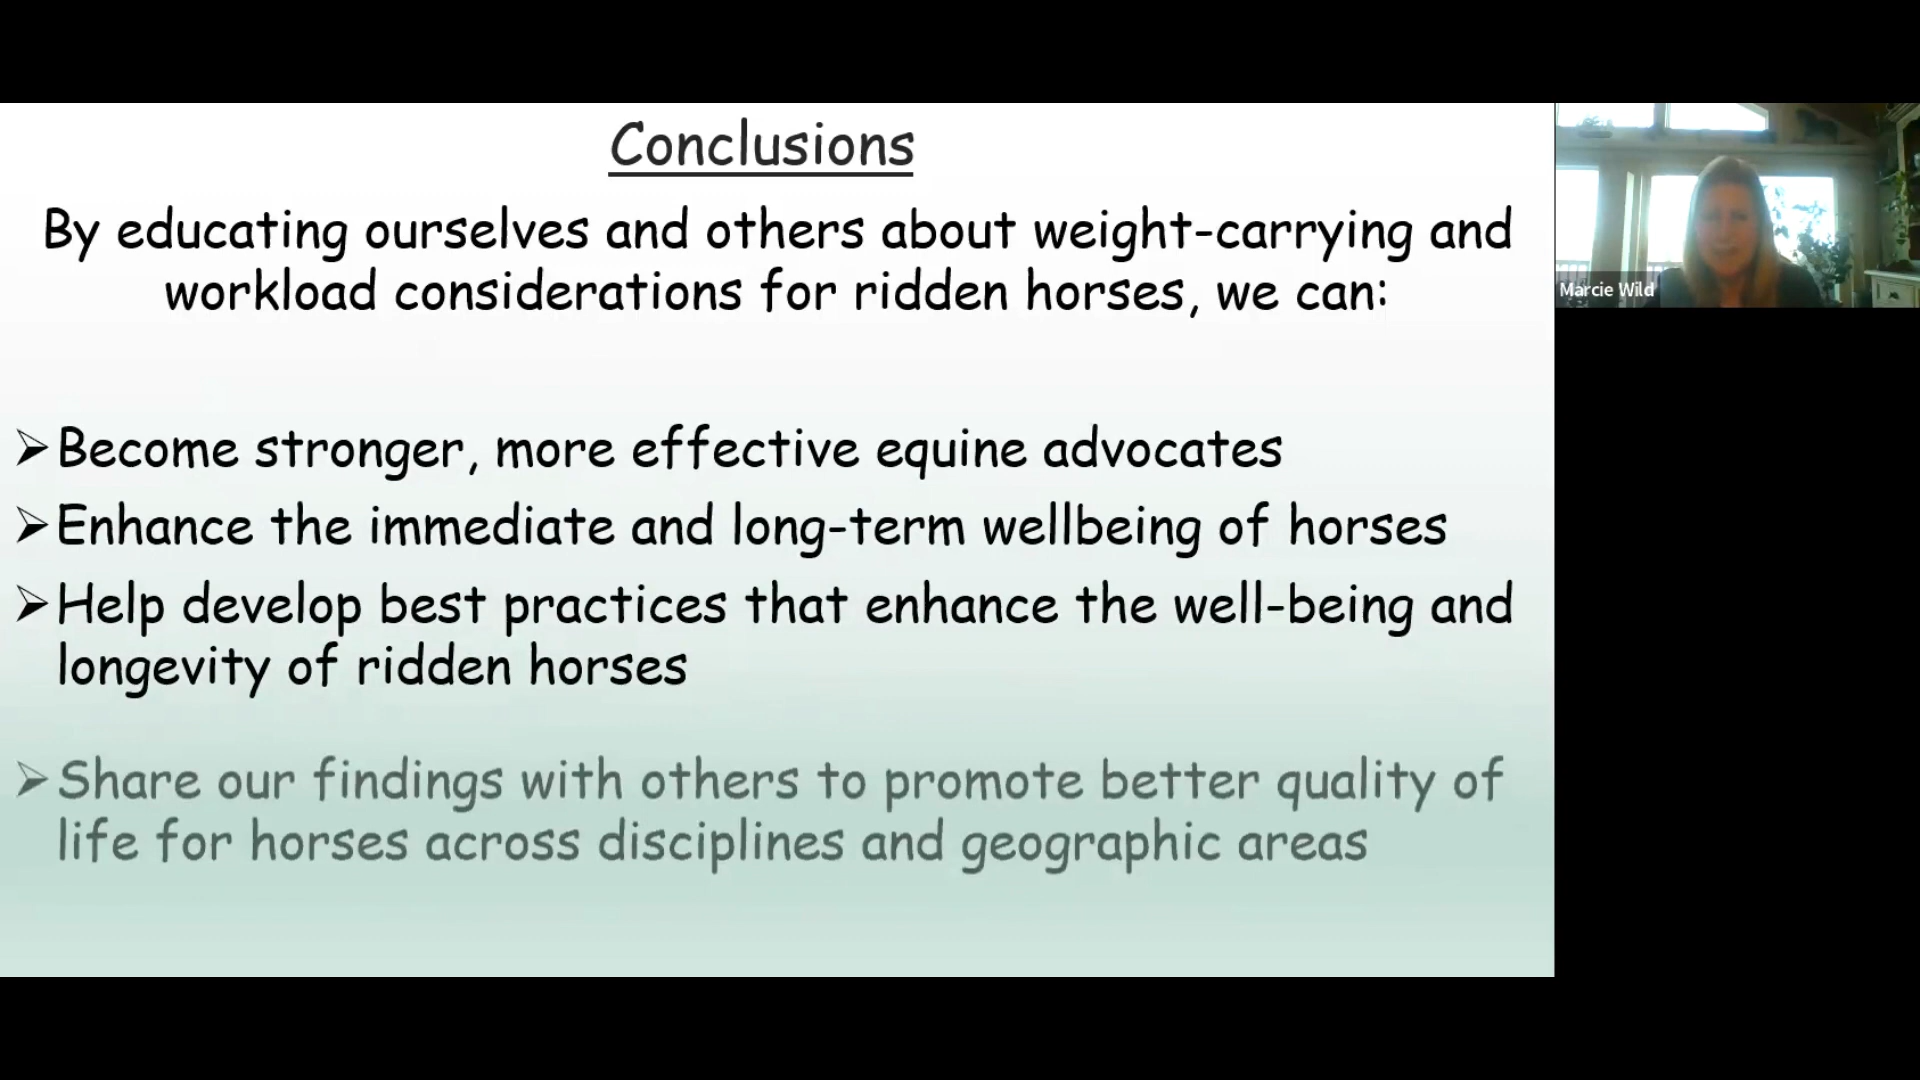 Conclusions
By educating ourselves and others about weight-carrying and
workload considerations for ridden horses, we can:
➢Become stronger, more effective equine advocates
➢Enhance the immediate and long-term wellbeing of horses
➢Help develop best practices that enhance the well-being and
longevity of ridden horses
➢Share our findings with others to promote better quality of
life for horses across disciplines and geographic areas
Marcie Wild